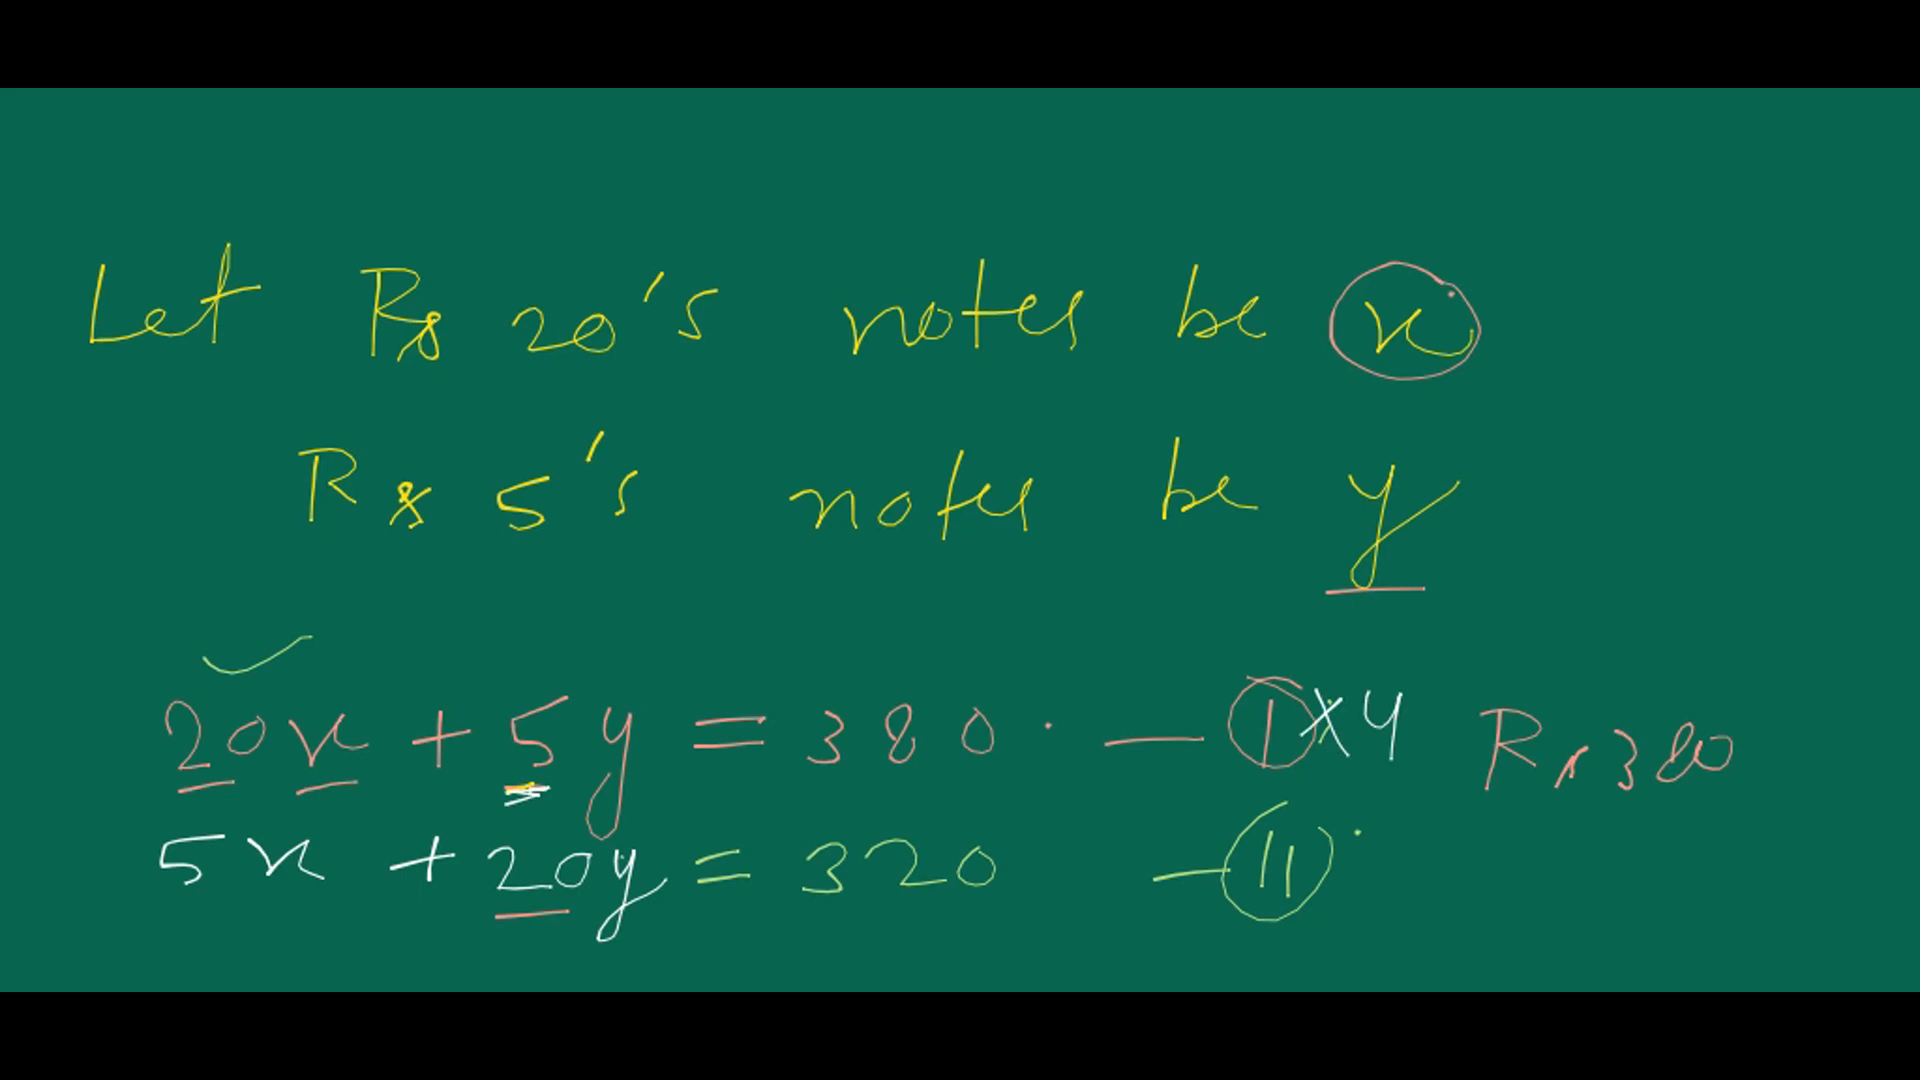 Let Rs 20's notes be x
Rs 5's notes be y
20x + 5y = 380 — I × 4 Rs 380
5x + 20y = 320 — II